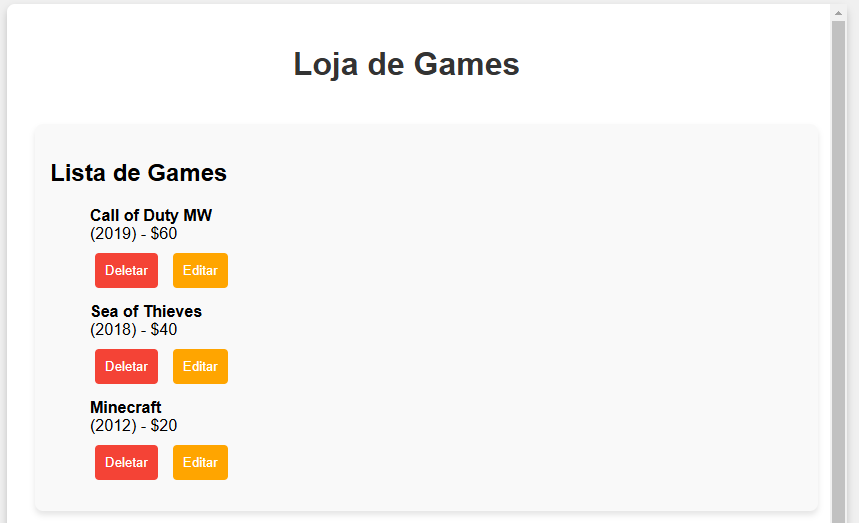 Loja de Games
Lista de Games
Call of Duty MW
(2019) - $60
Deletar Editar
Sea of Thieves
(2018) - $40
Deletar Editar
Minecraft
(2012) - $20
Deletar Editar